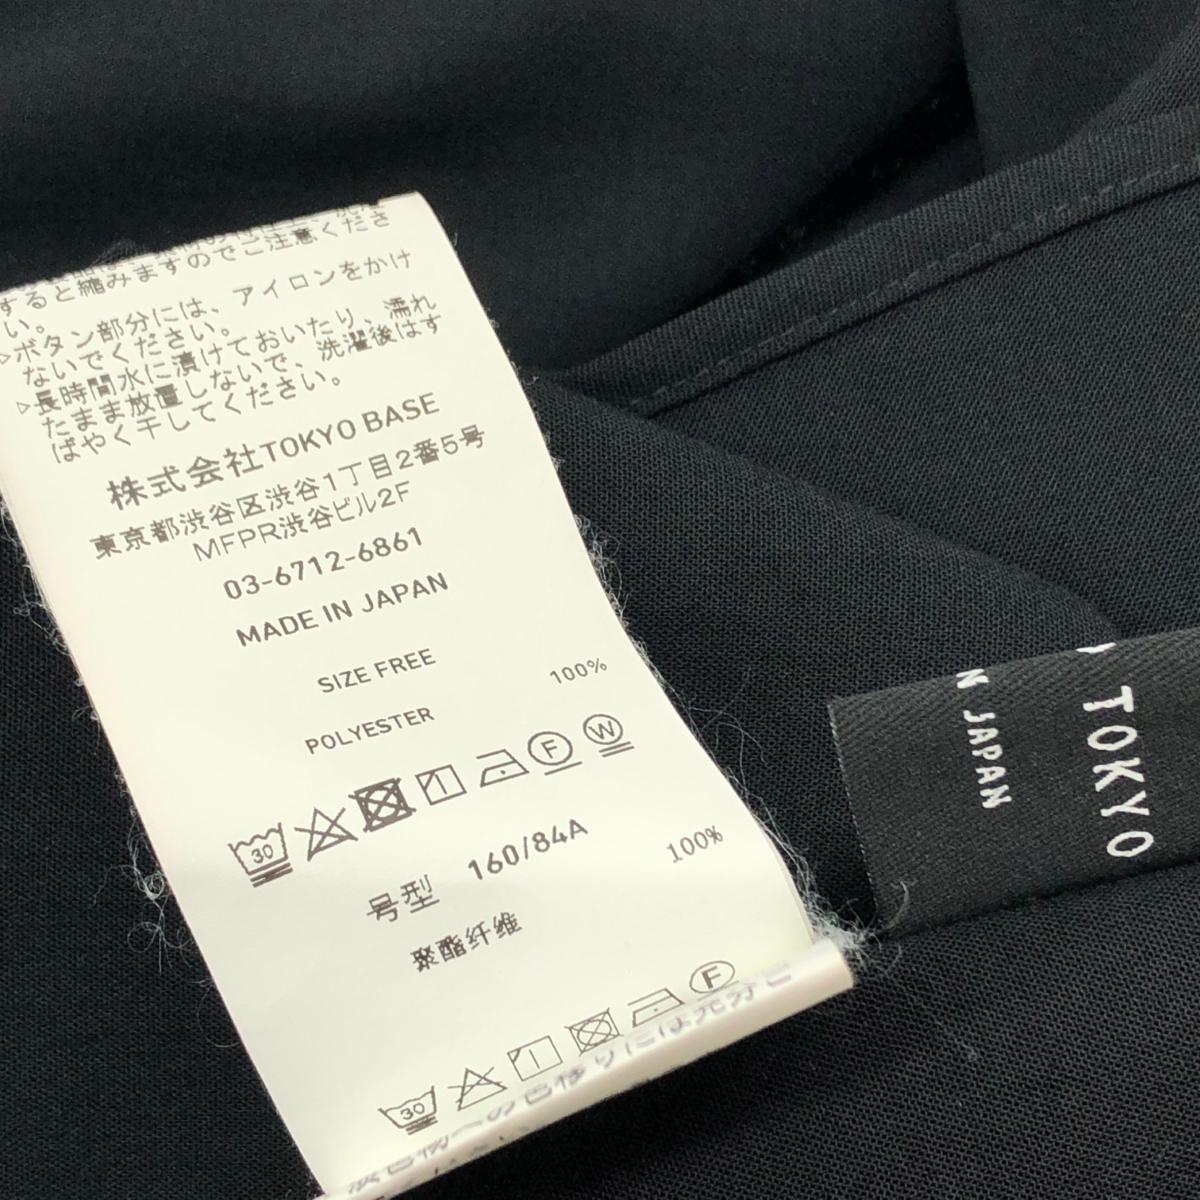 すると縮みますのでご注意くださ
い。
▷ボタン部分には、アイロンをかけ
ないでください。
▷長時間水に漬けておいたり、濡れ
たまま放置しないで、洗濯後はす
ばやく干してください。
株式会社TOKYO BASE
東京都渋谷区渋谷1丁目2番5号
MFPR渋谷ビル2F
03-6712-6861
MADE IN JAPAN
SIZE FREE
POLYESTER 100%
30 F W
号型 160/84A
聚酯纤维 100%
30 F
TOKYO
N JAPAN